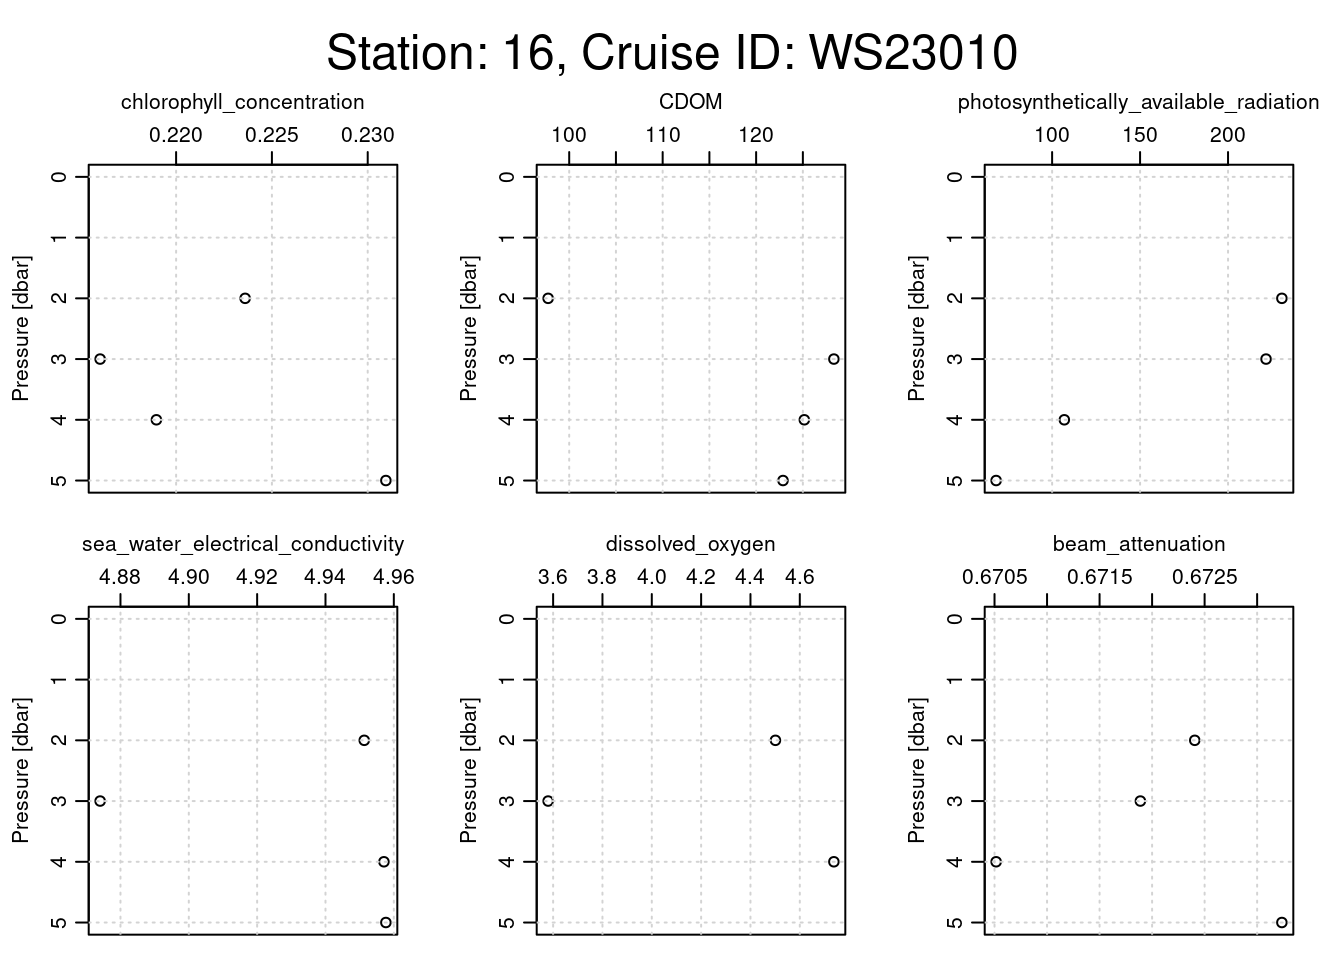 Station: 16, Cruise ID: WS23010
chlorophyll_concentration
0.220 0.225 0.230
Pressure [dbar]
0
1
2
3
4
5
CDOM
100 110 120
Pressure [dbar]
0
1
2
3
4
5
photosynthetically_available_radiation
100 150 200
Pressure [dbar]
0
1
2
3
4
5
sea_water_electrical_conductivity
4.88 4.90 4.92 4.94 4.96
Pressure [dbar]
0
1
2
3
4
5
dissolved_oxygen
3.6 3.8 4.0 4.2 4.4 4.6
Pressure [dbar]
0
1
2
3
4
5
beam_attenuation
0.6705 0.6715 0.6725
Pressure [dbar]
0
1
2
3
4
5